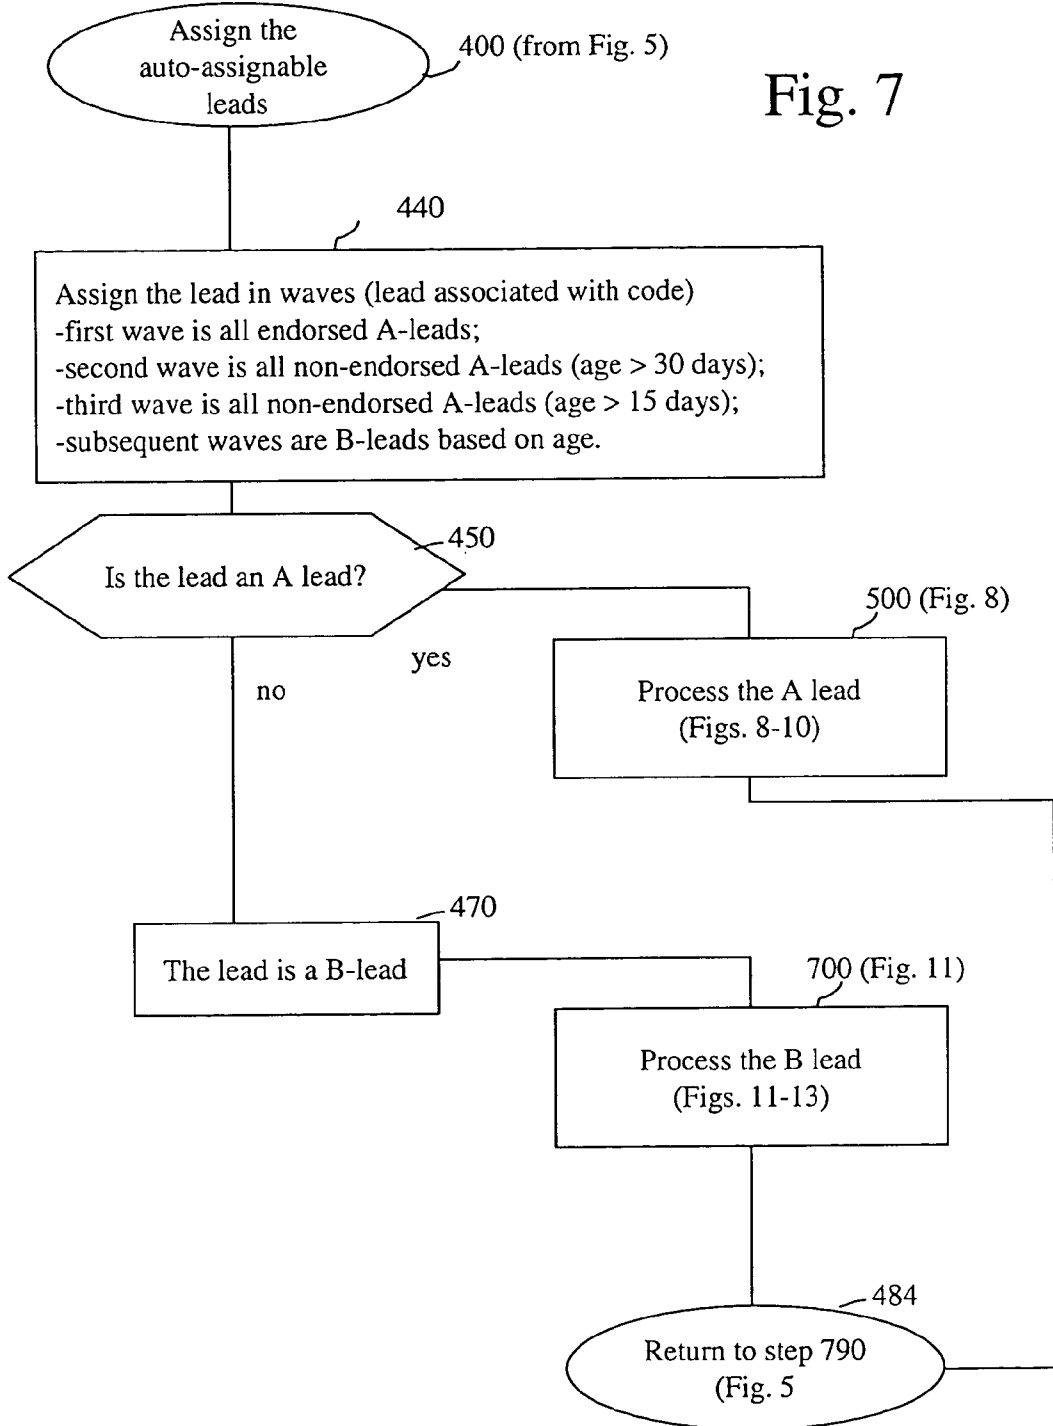 Assign the
auto-assignable
leads
400 (from Fig. 5)
Fig. 7
440
Assign the lead in waves (lead associated with code)
-first wave is all endorsed A-leads;
-second wave is all non-endorsed A-leads (age > 30 days);
-third wave is all non-endorsed A-leads (age > 15 days);
-subsequent waves are B-leads based on age.
450
Is the lead an A lead?
yes
no
500 (Fig. 8)
Process the A lead
(Figs. 8-10)
470
The lead is a B-lead
700 (Fig. 11)
Process the B lead
(Figs. 11-13)
484
Return to step 790
(Fig. 5